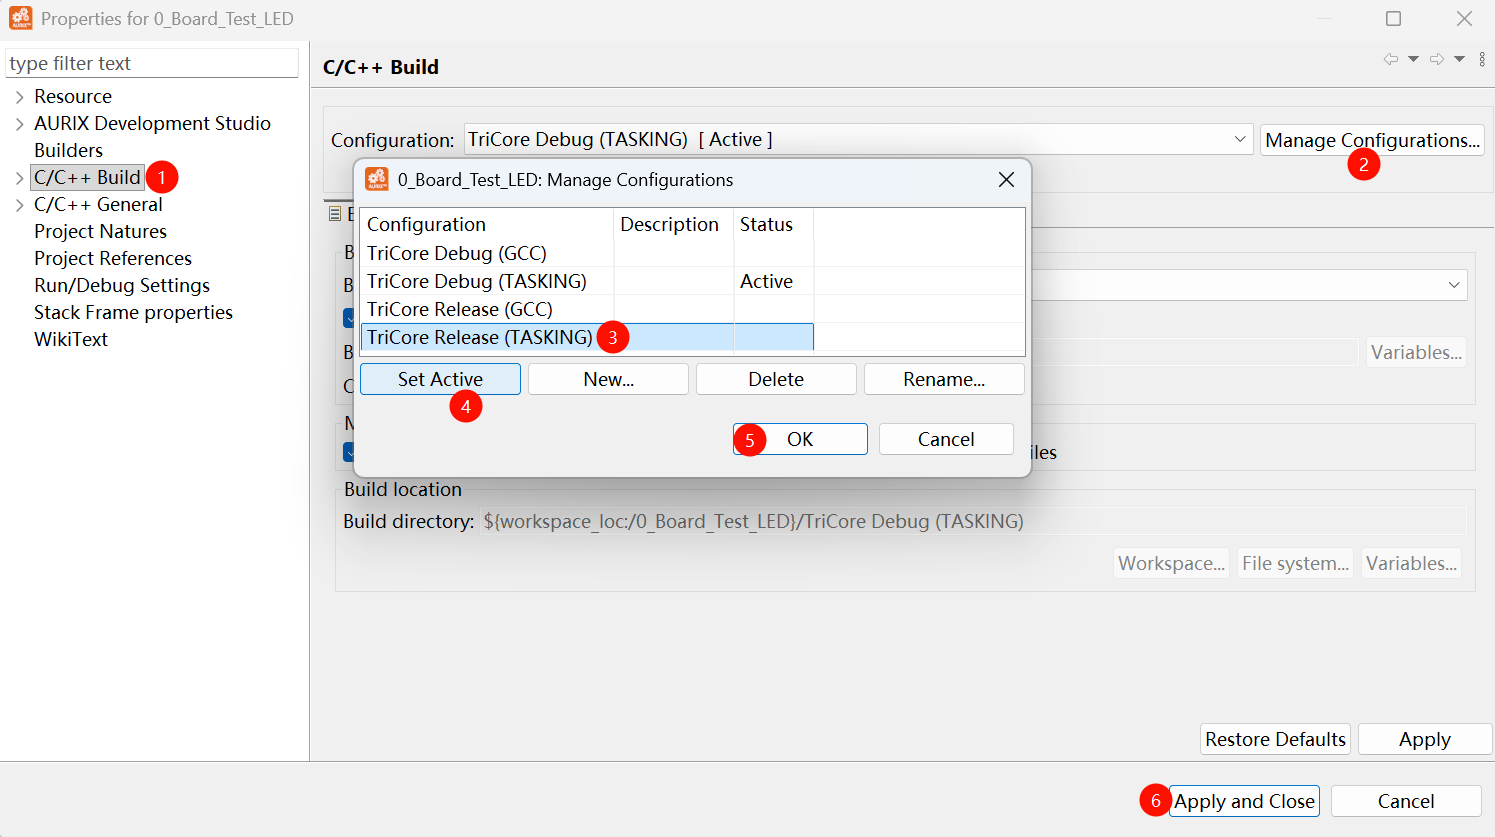 Properties for 0_Board_Test_LED
type filter text
Resource
AURIX Development Studio
Builders
C/C++ Build 1
C/C++ General
Project Natures
Project References
Run/Debug Settings
Stack Frame properties
WikiText
C/C++ Build
Configuration: TriCore Debug (TASKING) [ Active ] Manage Configurations...
2
0_Board_Test_LED: Manage Configurations
Configuration Description Status
TriCore Debug (GCC)
TriCore Debug (TASKING) Active
TriCore Release (GCC)
TriCore Release (TASKING) 3
Set Active New... Delete Rename...
4
5 OK Cancel
Variables...
iles
Build location
Build directory: ${workspace_loc:/0_Board_Test_LED}/TriCore Debug (TASKING)
Workspace... File system... Variables...
Restore Defaults Apply
6 Apply and Close Cancel